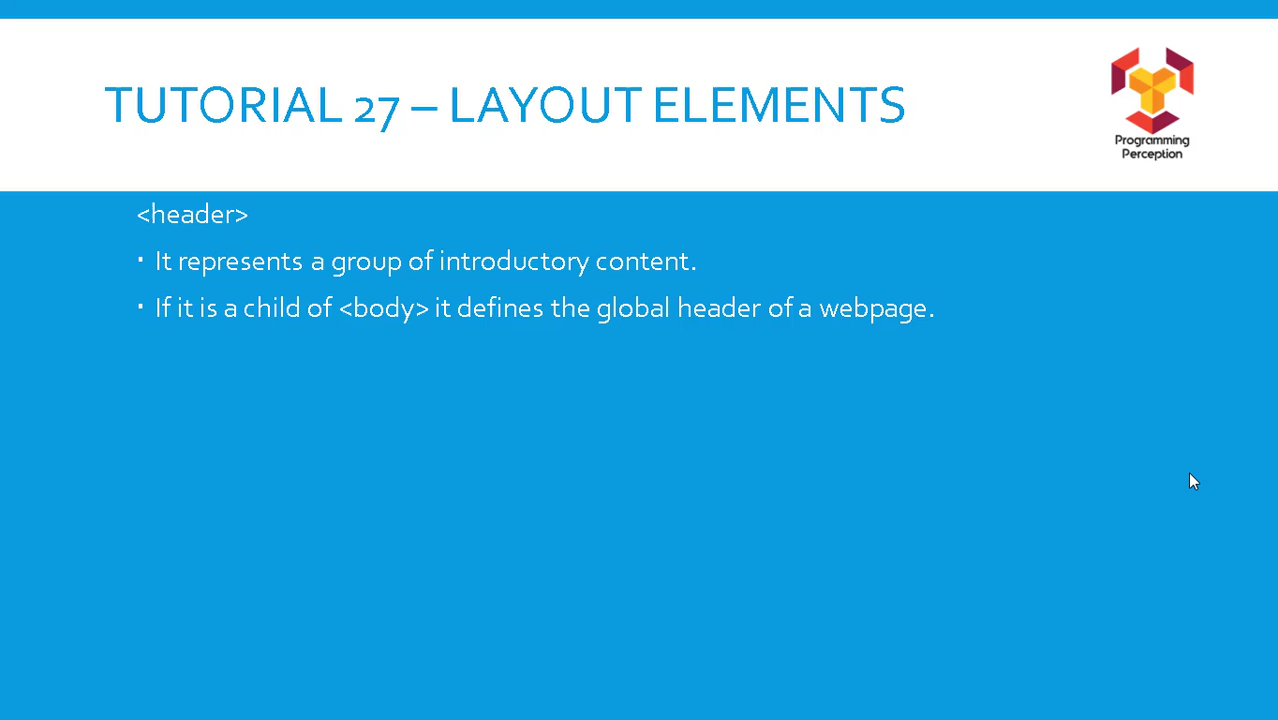 TUTORIAL 27 – LAYOUT ELEMENTS
Programming
Perception
<header>
▪ It represents a group of introductory content.
▪ If it is a child of <body> it defines the global header of a webpage.